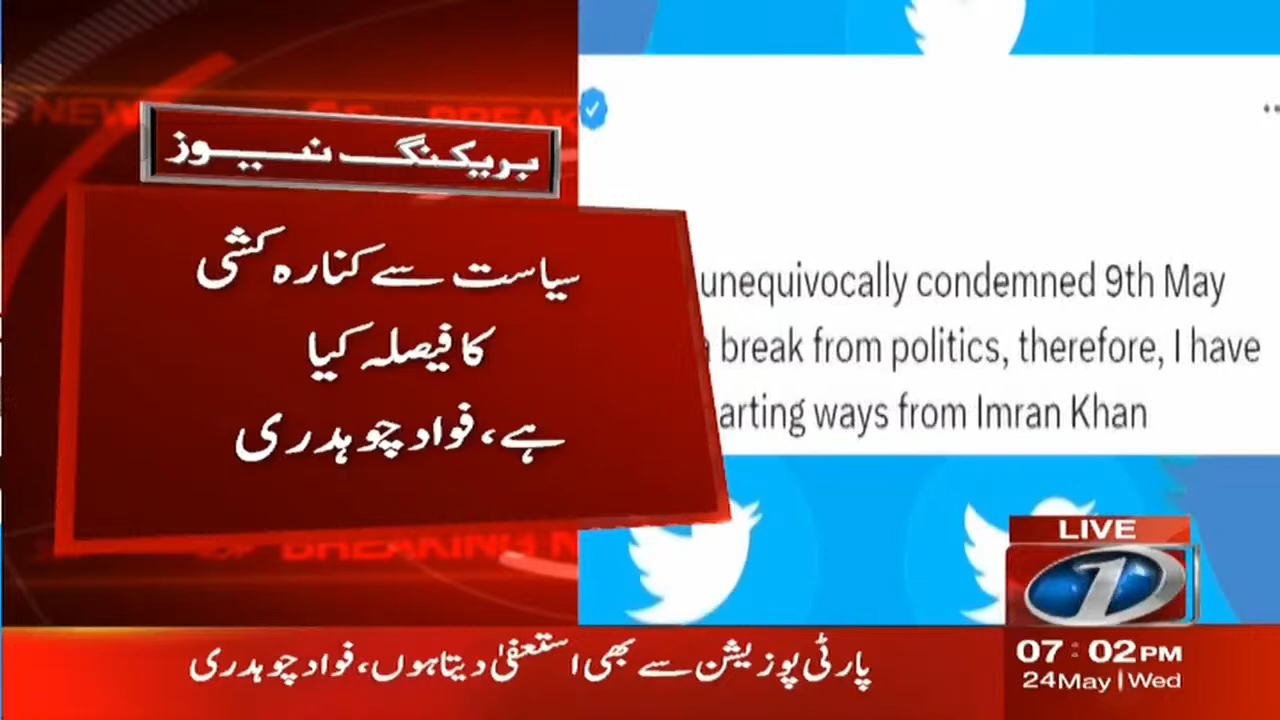 بریکنگ نیوز
سیاست سے کنارہ کشی
کا فیصلہ کیا
ہے، فواد چوہدری
unequivocally condemned 9th May
break from politics, therefore, I have
arting ways from Imran Khan
LIVE
1
پارٹی پوزیشن سے بھی استعفیٰ دیتا ہوں، فواد چوہدری
07:02PM
24May | Wed